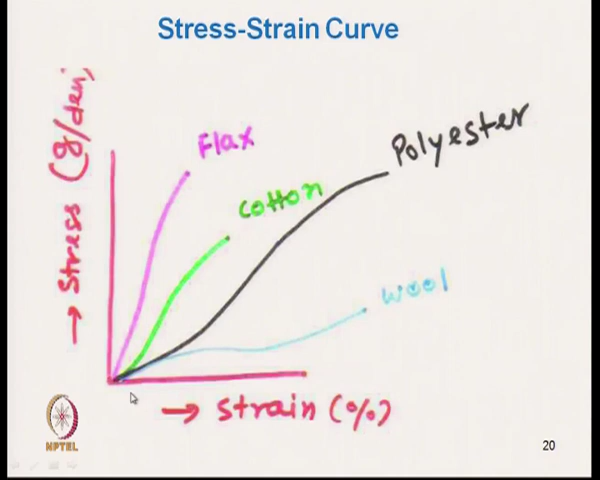 Stress-Strain Curve
→ Stress (g/den)
Flax
Cotton
Polyester
Wool
→ Strain (%)
NPTEL
20